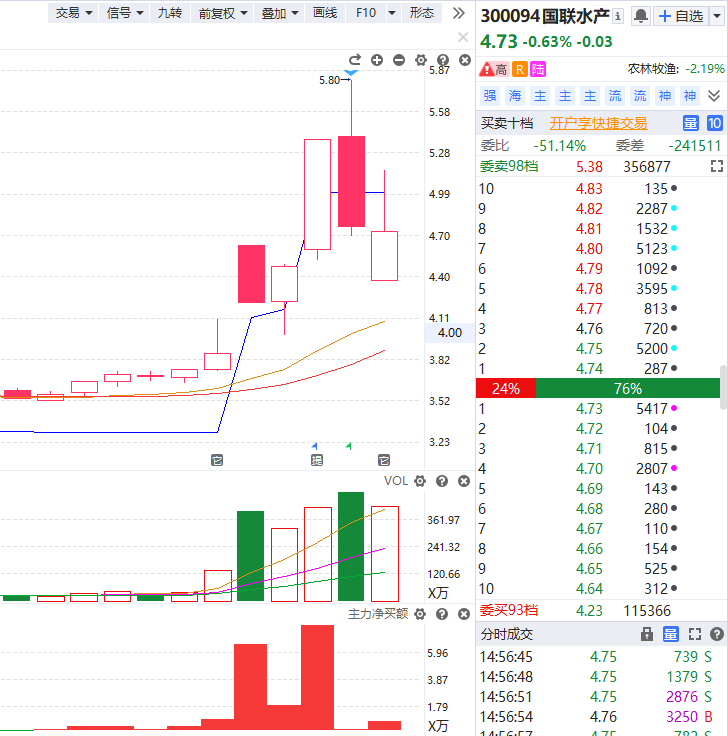 交易 信号 九转 前复权 叠加 画线 F10 形态
5.80
5.87
5.58
5.28
4.99
4.70
4.40
4.11
4.00
3.82
3.52
3.23
它 提 它
VOL
361.97
241.32
120.66
X万
主力净买额
5.96
3.87
1.79
X万
300094 国联水产 自选
4.73 -0.63% -0.03
高 R 陆 农林牧渔: -2.19%
强 海 主 主 主 流 流 神 神
买卖十档 开户享快捷交易 量 10
委比 -51.14% 委差 -241511
委卖98档 5.38 356877
10 4.83 135
9 4.82 2287
8 4.81 1532
7 4.80 5123
6 4.79 1092
5 4.78 3595
4 4.77 813
3 4.76 720
2 4.75 5200
1 4.74 287
24% 76%
1 4.73 5417
2 4.72 104
3 4.71 815
4 4.70 2807
5 4.69 143
6 4.68 280
7 4.67 110
8 4.66 154
9 4.65 525
10 4.64 312
委买93档 4.23 115366
分时成交 量
14:56:45 4.75 739 S
14:56:48 4.75 1379 S
14:56:51 4.75 2876 S
14:56:54 4.76 3250 B
14:56:57 4.75 782 S